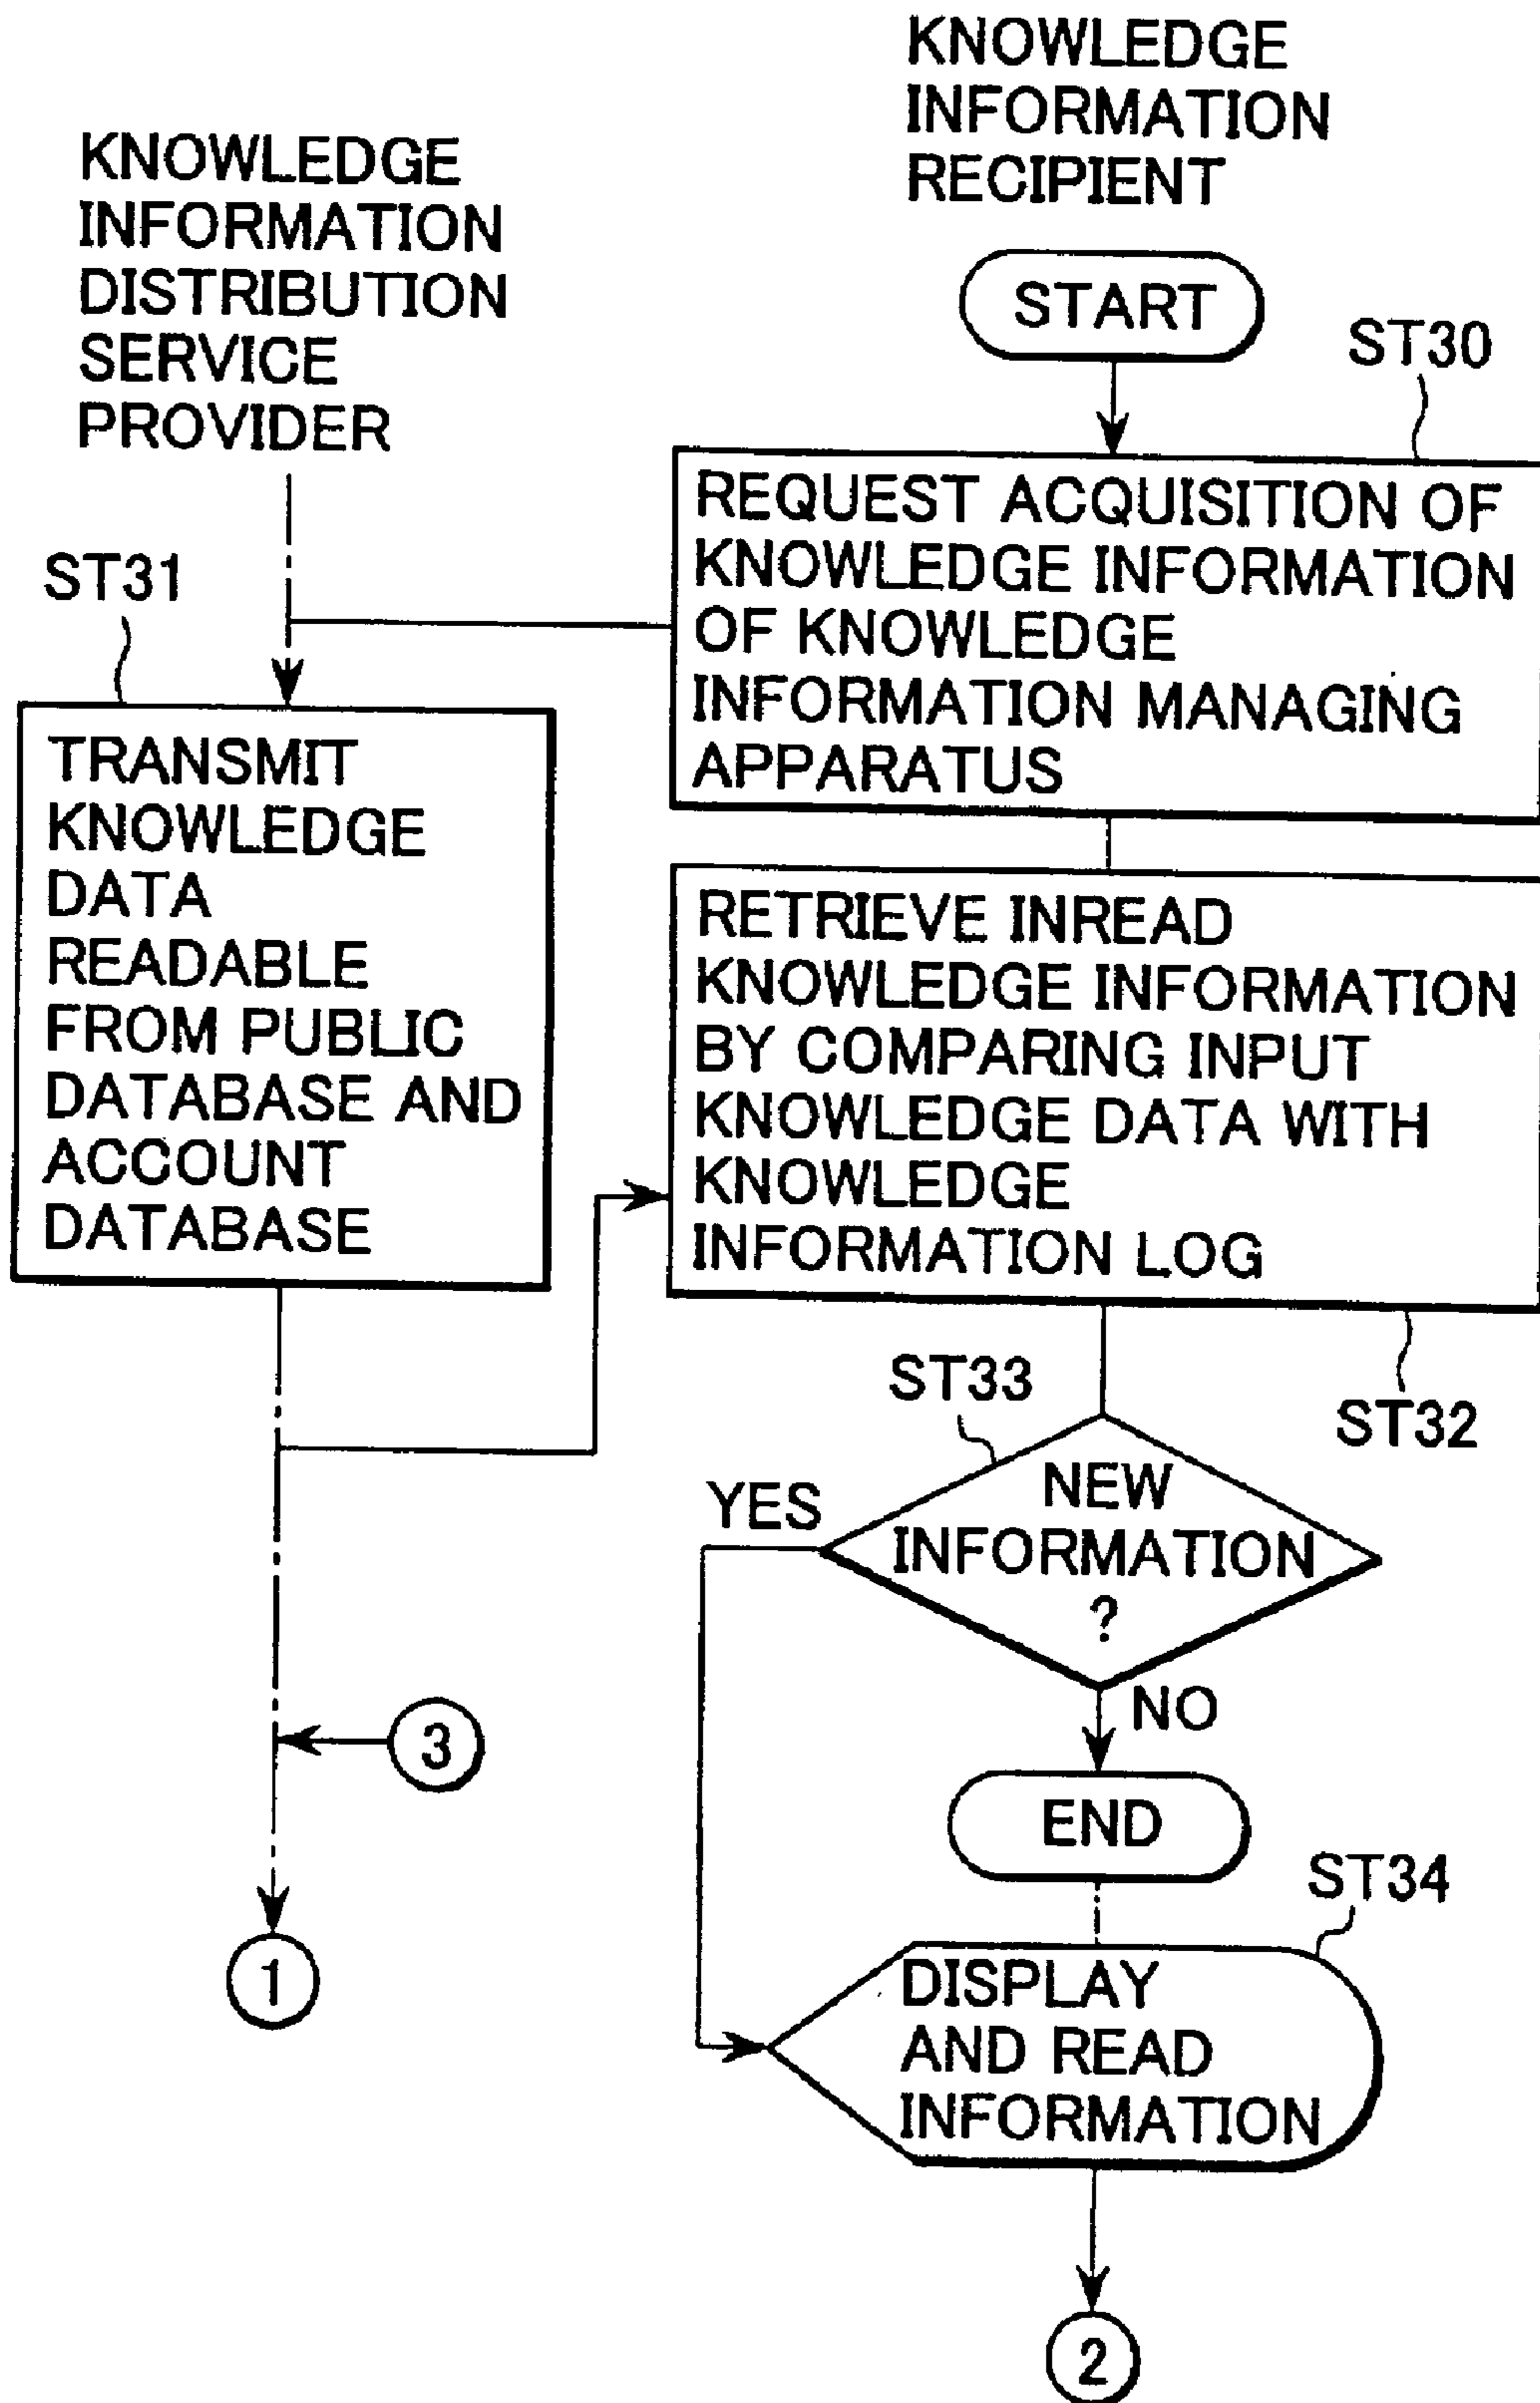 KNOWLEDGE
INFORMATION
RECIPIENT
KNOWLEDGE
INFORMATION
DISTRIBUTION
SERVICE
PROVIDER
START
ST30
REQUEST ACQUISITION OF
KNOWLEDGE INFORMATION
OF KNOWLEDGE
INFORMATION MANAGING
APPARATUS
ST31
TRANSMIT
KNOWLEDGE
DATA
READABLE
FROM PUBLIC
DATABASE AND
ACCOUNT
DATABASE
RETRIEVE INREAD
KNOWLEDGE INFORMATION
BY COMPARING INPUT
KNOWLEDGE DATA WITH
KNOWLEDGE
INFORMATION LOG
ST32
ST33
NEW
INFORMATION
?
YES
NO
3
END
1
ST34
DISPLAY
AND READ
INFORMATION
2